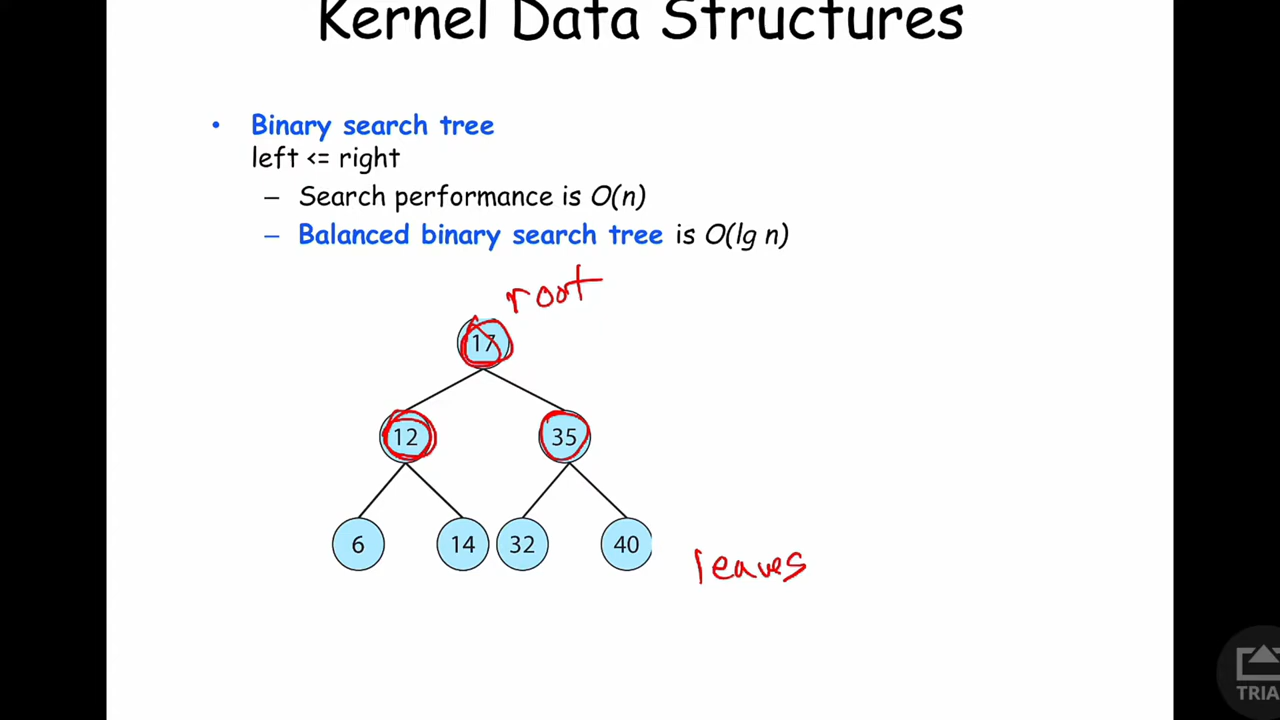 Kernel Data Structures
• Binary search tree
left <= right
– Search performance is O(n)
– Balanced binary search tree is O(lg n)
root
17
12 35
6 14 32 40
leaves
TRIA